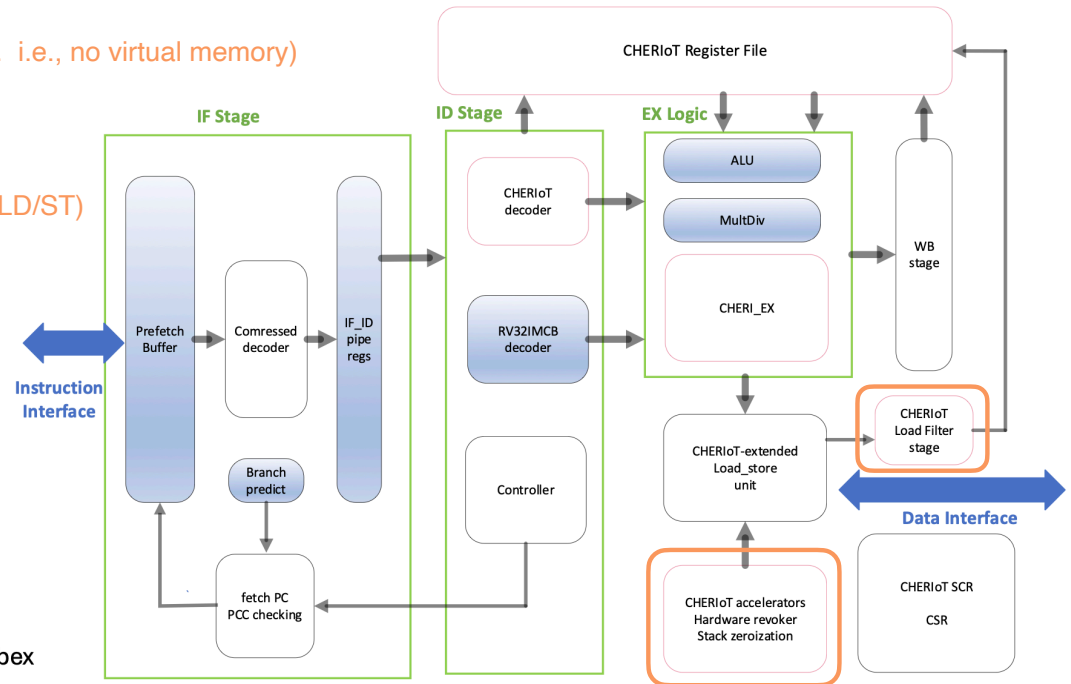 i.e., no virtual memory)
LD/ST)
CHERIoT Register File
IF Stage
ID Stage
EX Logic
Prefetch
Buffer
Comressed
decoder
IF_ID
pipe
regs
Branch
predict
fetch PC
PCC checking
Instruction
Interface
CHERIoT
decoder
RV32IMCB
decoder
Controller
ALU
MultDiv
CHERI_EX
WB
stage
CHERIoT-extended
Load_store
unit
CHERIoT
Load Filter
stage
Data Interface
CHERIoT accelerators
Hardware revoker
Stack zeroization
CHERIoT SCR
CSR